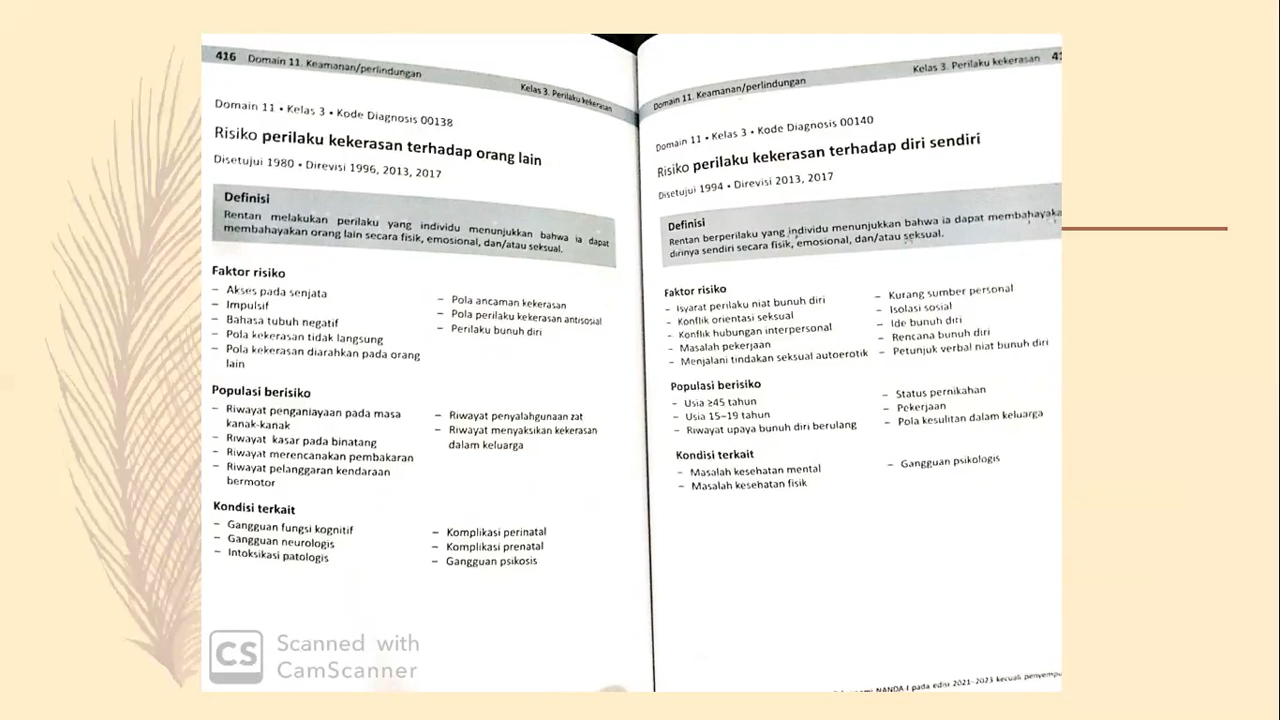 416 Domain 11. Keamanan/perlindungan
Kelas 3. Perilaku kekerasan
Domain 11 • Kelas 3 • Kode Diagnosis 00138
Risiko perilaku kekerasan terhadap orang lain
Disetujui 1980 • Direvisi 1996, 2013, 2017
Definisi
Rentan melakukan perilaku yang individu menunjukkan bahwa ia dapat
membahayakan orang lain secara fisik, emosional, dan/atau seksual.
Faktor risiko
– Akses pada senjata
– Impulsif
– Bahasa tubuh negatif
– Pola kekerasan tidak langsung
– Pola kekerasan diarahkan pada orang
lain
– Pola ancaman kekerasan
– Pola perilaku kekerasan antisosial
– Perilaku bunuh diri
Populasi berisiko
– Riwayat penganiayaan pada masa
kanak-kanak
– Riwayat kasar pada binatang
– Riwayat merencanakan pembakaran
– Riwayat pelanggaran kendaraan
bermotor
– Riwayat penyalahgunaan zat
– Riwayat menyaksikan kekerasan
dalam keluarga
Kondisi terkait
– Gangguan fungsi kognitif
– Gangguan neurologis
– Intoksikasi patologis
– Komplikasi perinatal
– Komplikasi prenatal
– Gangguan psikosis
Domain 11. Keamanan/perlindungan
Kelas 3. Perilaku kekerasan
Domain 11 • Kelas 3 • Kode Diagnosis 00140
Risiko perilaku kekerasan terhadap diri sendiri
Disetujui 1994 • Direvisi 2013, 2017
Definisi
Rentan berperilaku yang individu menunjukkan bahwa ia dapat membahayaka
dirinya sendiri secara fisik, emosional, dan/atau seksual.
Faktor risiko
– Isyarat perilaku niat bunuh diri
– Konflik orientasi seksual
– Konflik hubungan interpersonal
– Masalah pekerjaan
– Menjalani tindakan seksual autoerotik
– Kurang sumber personal
– Isolasi sosial
– Ide bunuh diri
– Rencana bunuh diri
– Petunjuk verbal niat bunuh diri
Populasi berisiko
– Usia ≥45 tahun
– Usia 15–19 tahun
– Riwayat upaya bunuh diri berulang
– Status pernikahan
– Pekerjaan
– Pola kesulitan dalam keluarga
Kondisi terkait
– Masalah kesehatan mental
– Masalah kesehatan fisik
– Gangguan psikologis
NANDA I pada edisi 2021–2023 kecuali
CS Scanned with
CamScanner